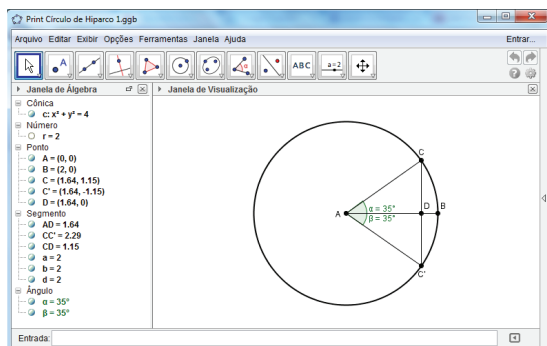 Print Círculo de Hiparco 1.ggb
Arquivo Editar Exibir Opções Ferramentas Janela Ajuda Entrar...
A ABC a=2
Janela de Álgebra
Janela de Visualização
Cônica
c: x² + y² = 4
Número
r = 2
Ponto
A = (0, 0)
B = (2, 0)
C = (1.64, 1.15)
C' = (1.64, -1.15)
D = (1.64, 0)
Segmento
AD = 1.64
CC' = 2.29
CD = 1.15
a = 2
b = 2
d = 2
Ângulo
α = 35°
β = 35°
C
A
α = 35°
β = 35°
D
B
C'
Entrada: